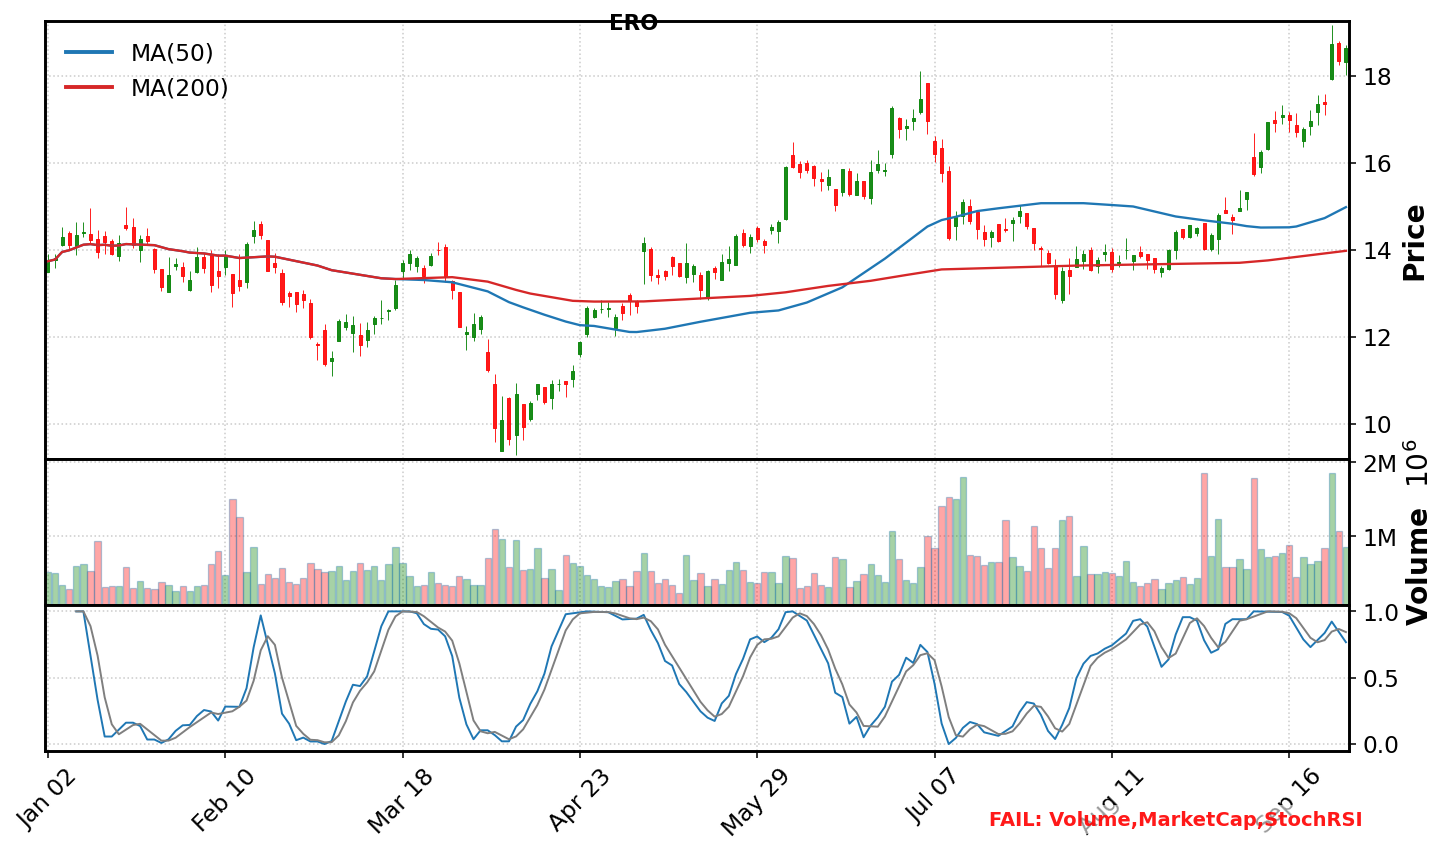 ERO
MA(50)
MA(200)
18
16
14
12
10
Price
2M
1M
Volume 10^6
1.0
0.5
0.0
Jan 02
Feb 10
Mar 18
Apr 23
May 29
Jul 07
Aug 11
Sep 16
FAIL: Volume,MarketCap,StochRSI